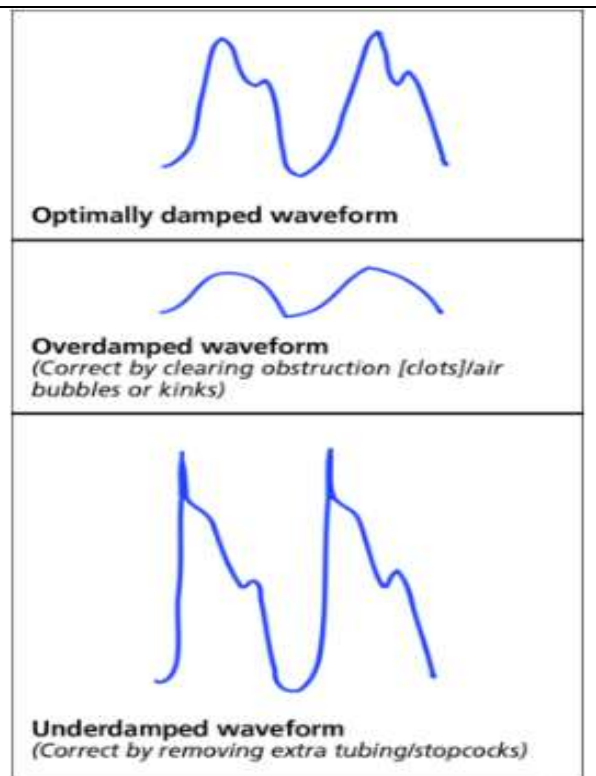 Optimally damped waveform
Overdamped waveform
(Correct by clearing obstruction [clots]/air
bubbles or kinks)
Underdamped waveform
(Correct by removing extra tubing/stopcocks)